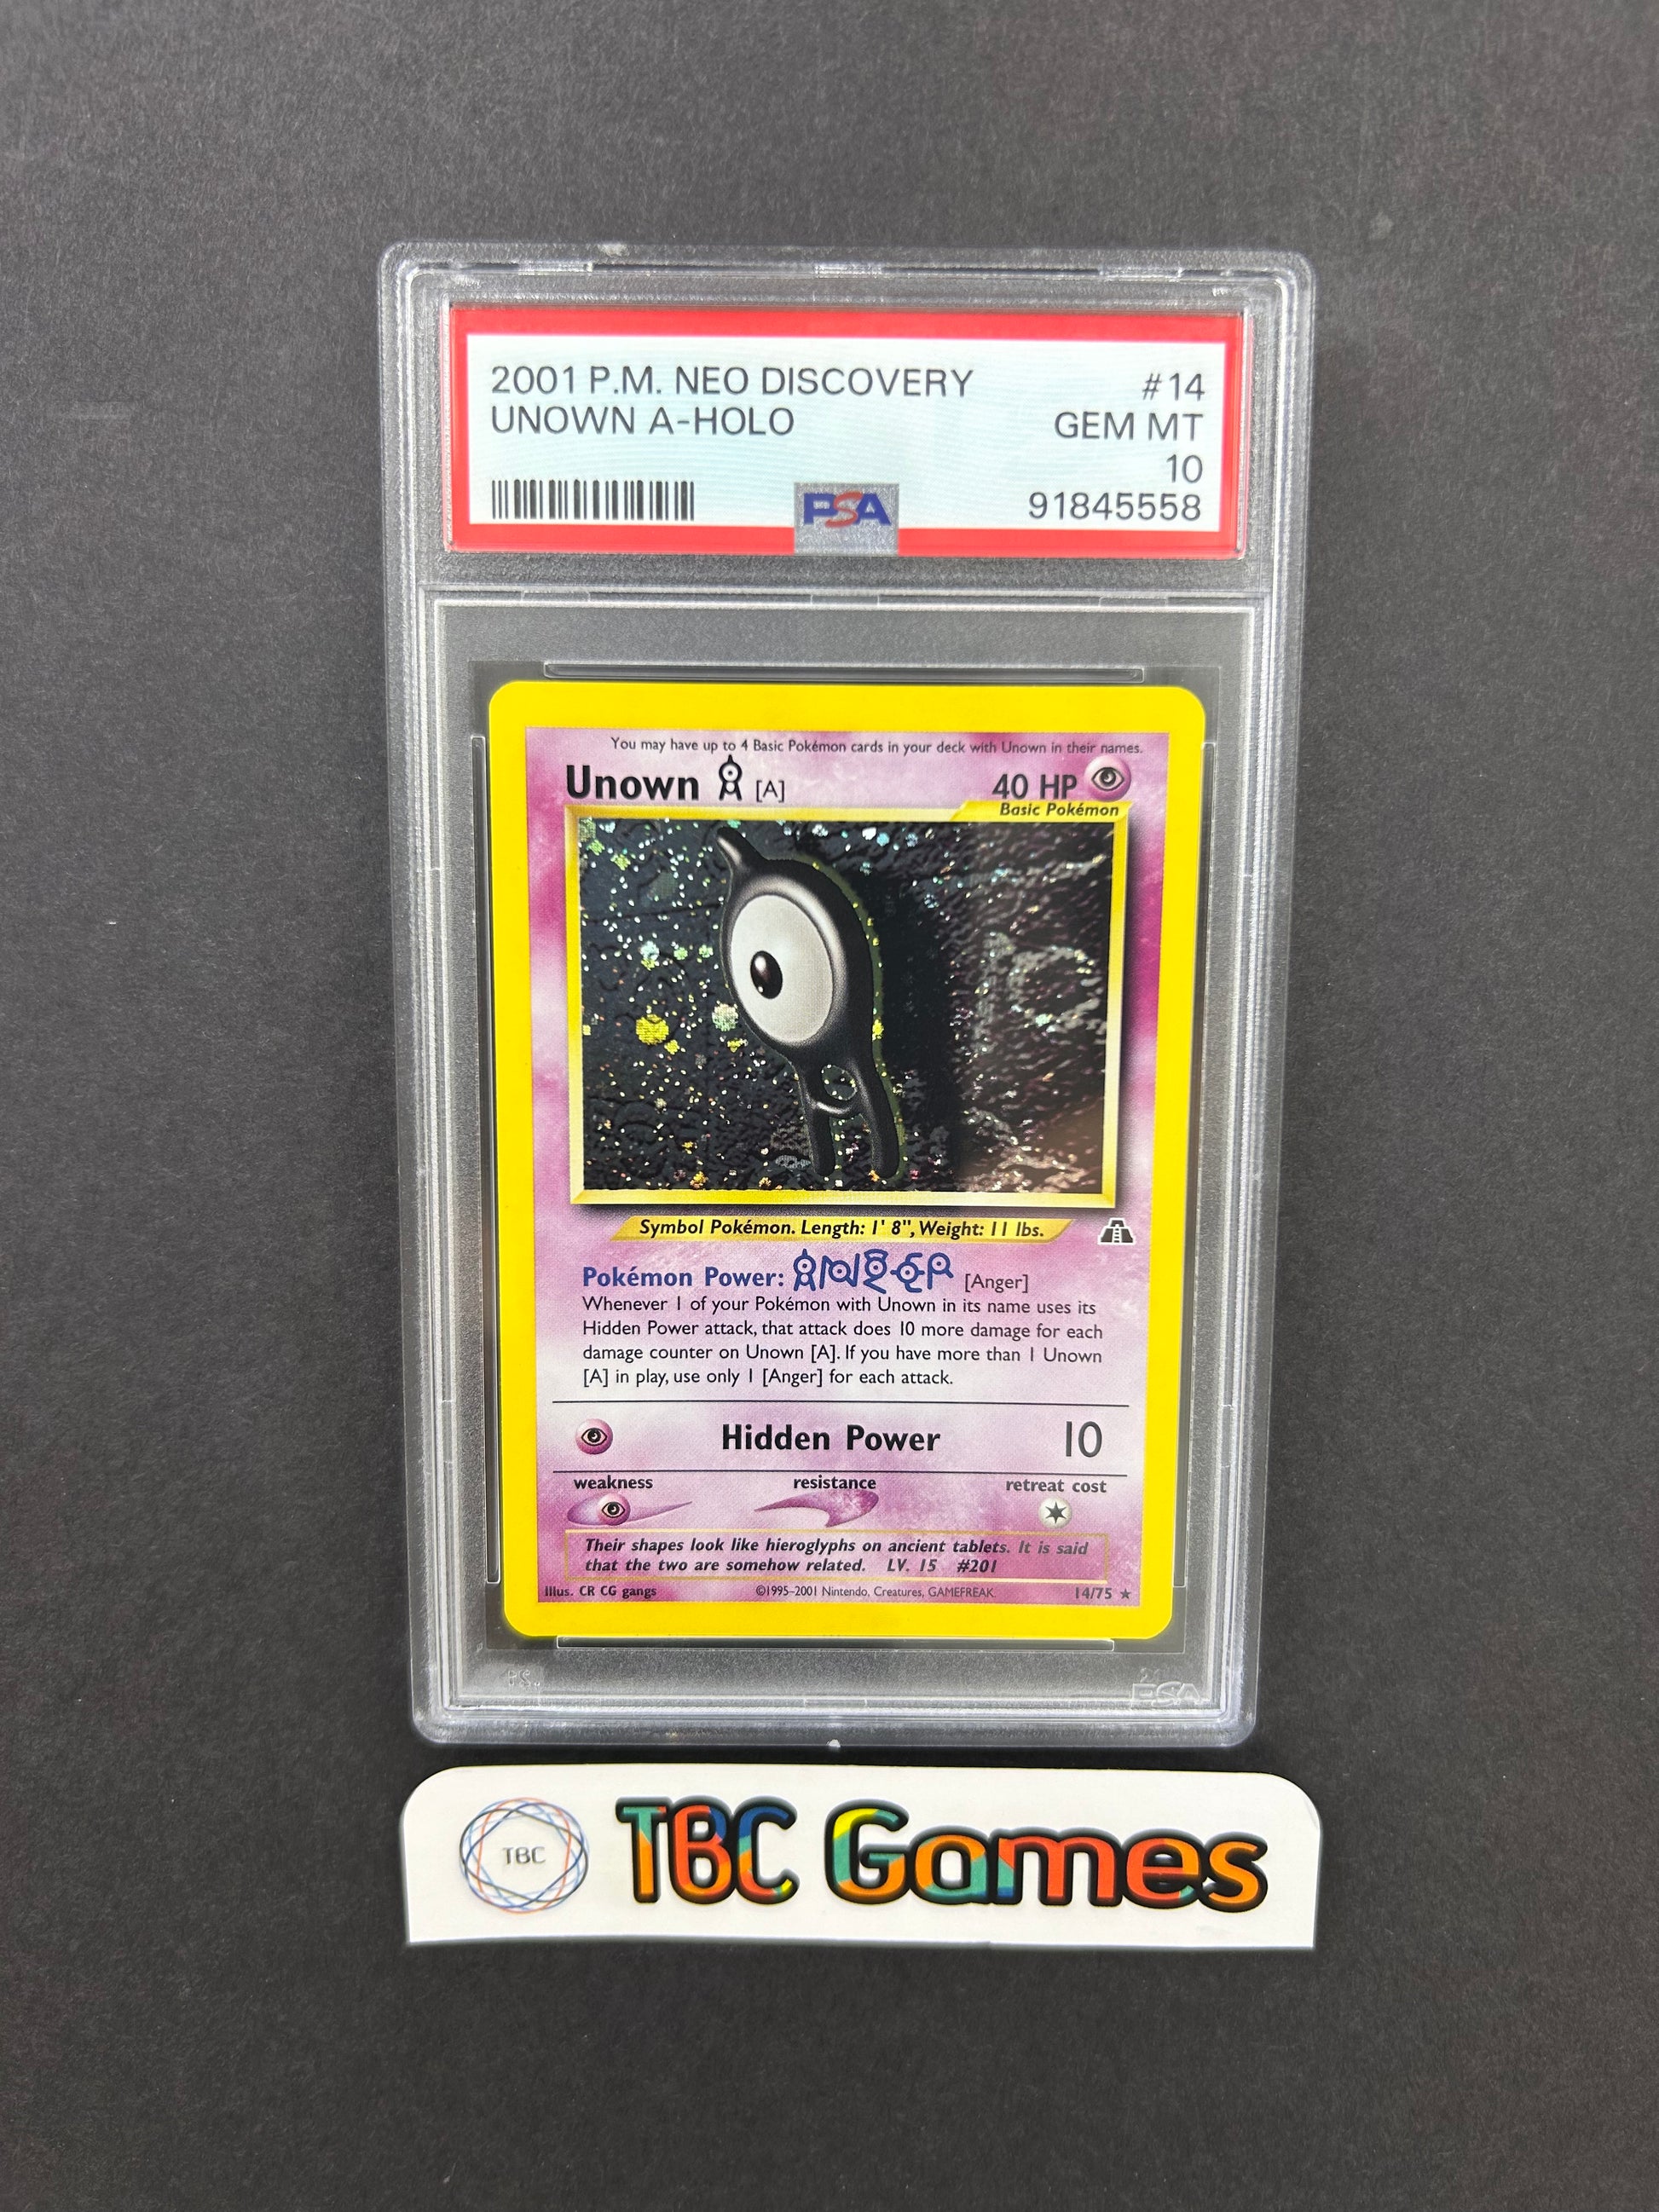 2001 P.M. NEO DISCOVERY #14
UNOWN A-HOLO GEM MT
10
PSA 91845558
You may have up to 4 Basic Pokémon cards in your deck with Unown in their names.
Unown [A] 40 HP
Basic Pokémon
Symbol Pokémon. Length: 1' 8", Weight: 11 lbs.
Pokémon Power: [Anger]
Whenever 1 of your Pokémon with Unown in its name uses its
Hidden Power attack, that attack does 10 more damage for each
damage counter on Unown [A]. If you have more than 1 Unown
[A] in play, use only 1 [Anger] for each attack.
Hidden Power 10
weakness resistance retreat cost
Their shapes look like hieroglyphs on ancient tablets. It is said
that the two are somehow related. LV. 15 #201
Illus. CR CG gangs ©1995-2001 Nintendo, Creatures, GAMEFREAK. 14/75 ★
PSA
TBC TBC Games